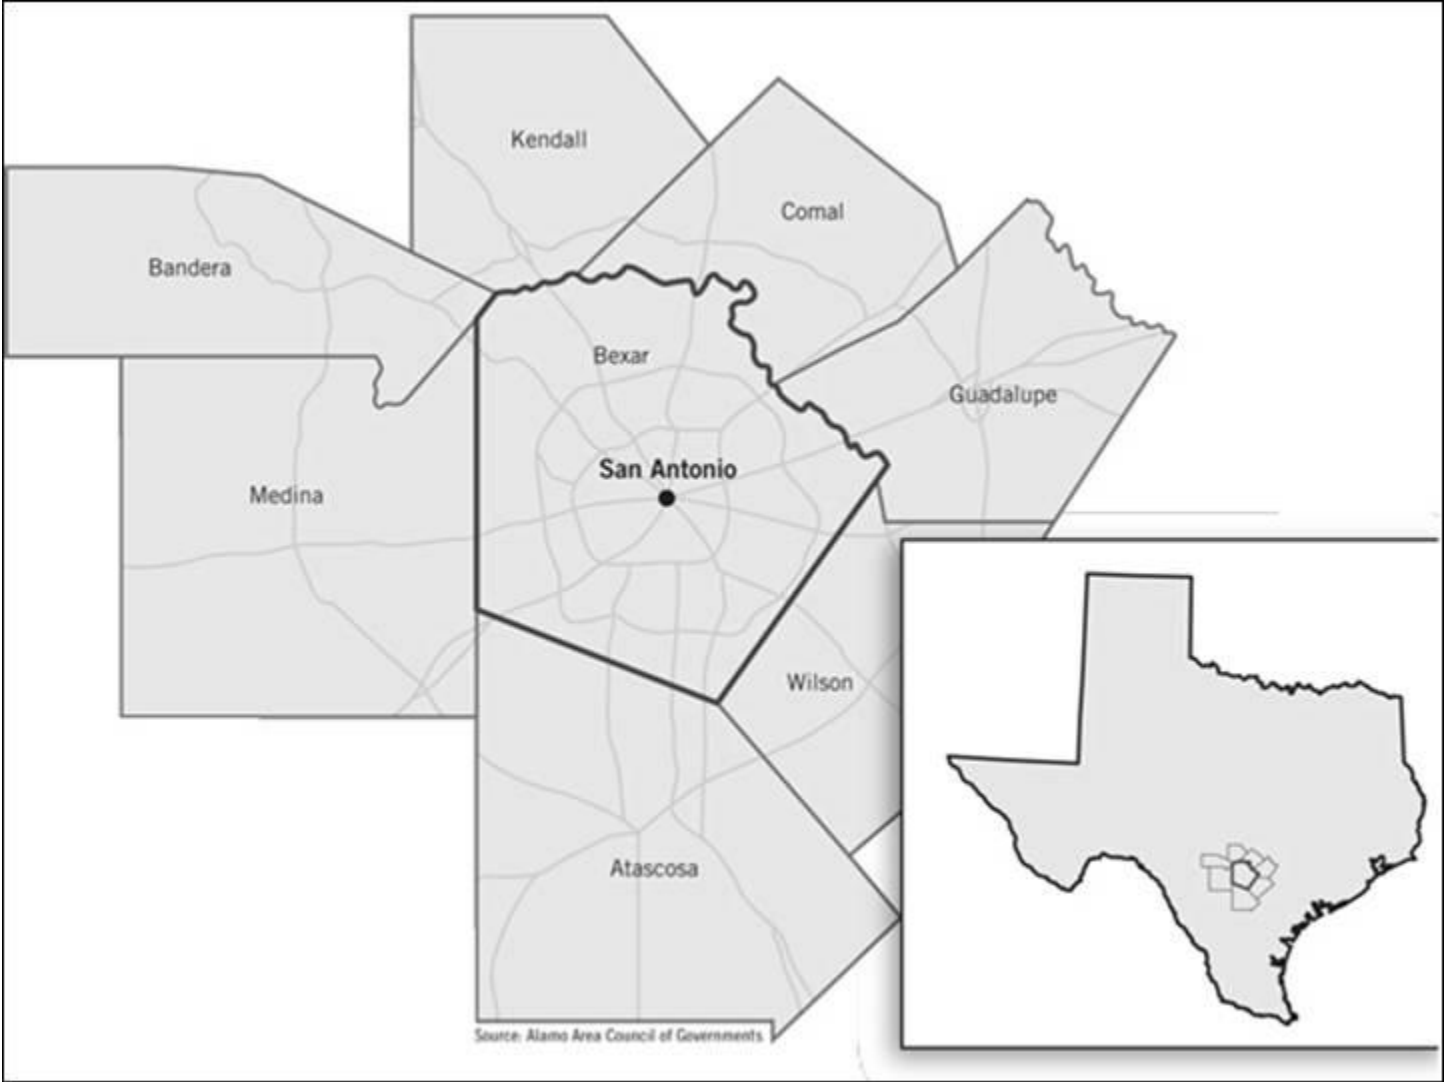 Kendall
Comal
Bandera
Bexar
Guadalupe
San Antonio
Medina
Wilson
Atascosa
Source: Alamo Area Council of Governments